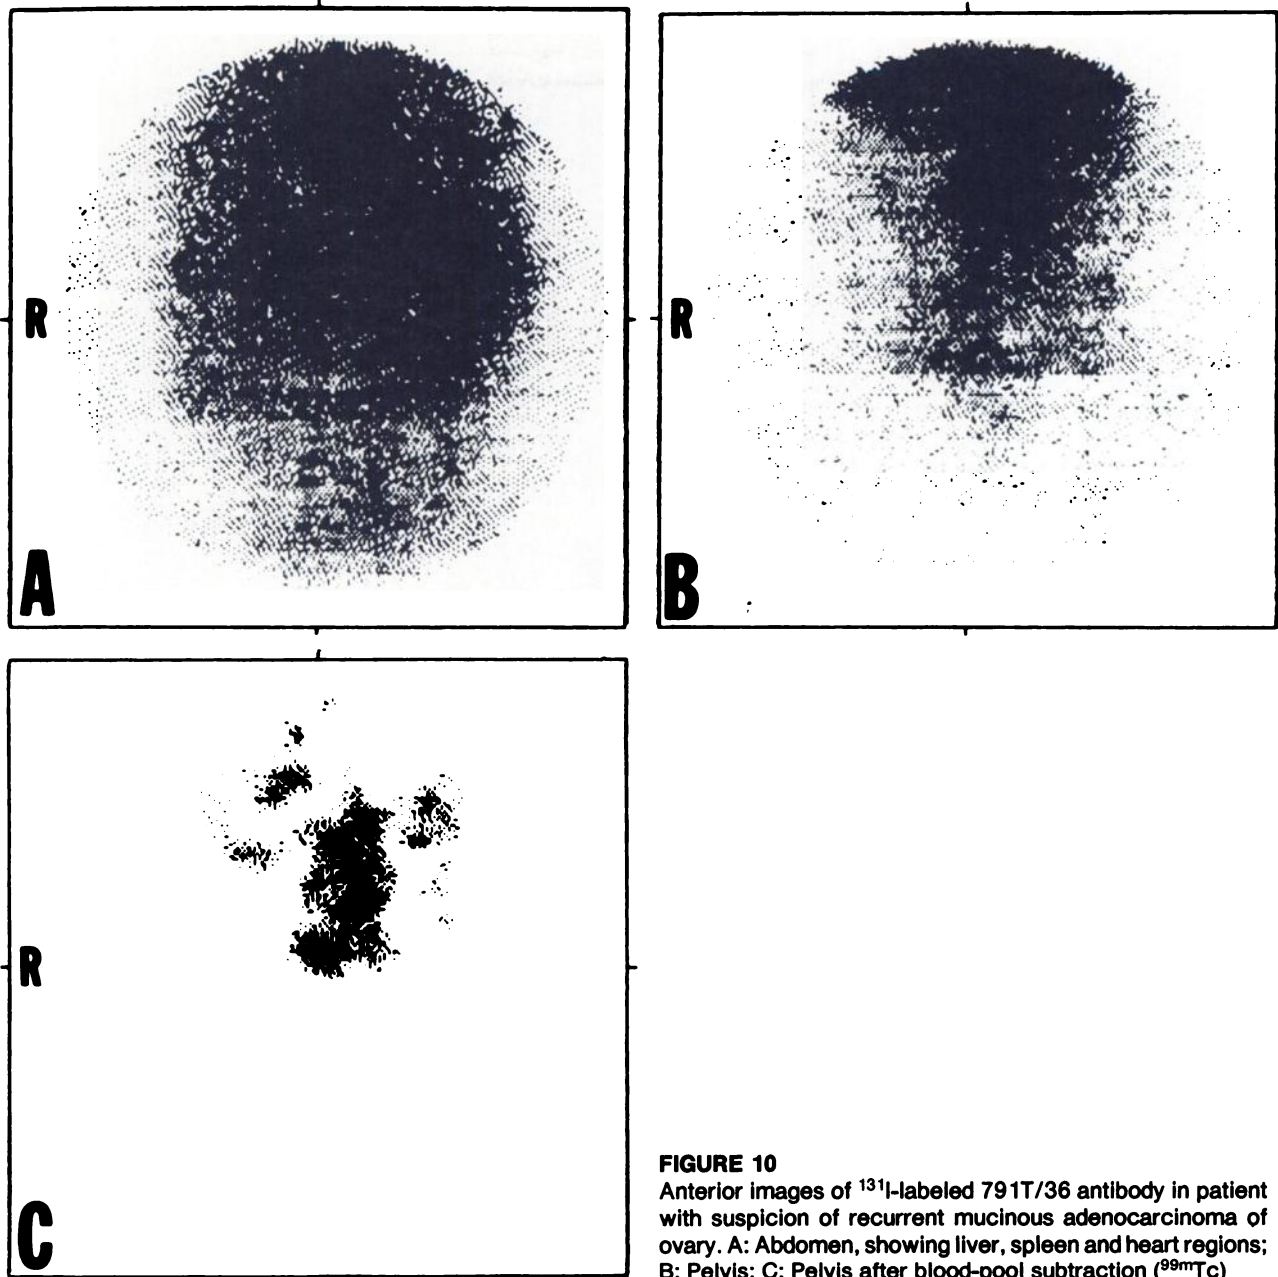 R
A
R
B
R
C
FIGURE 10
Anterior images of ¹³¹I-labeled 791T/36 antibody in patient
with suspicion of recurrent mucinous adenocarcinoma of
ovary. A: Abdomen, showing liver, spleen and heart regions;
B: Pelvis; C: Pelvis after blood-pool subtraction (⁹⁹ᵐTc)